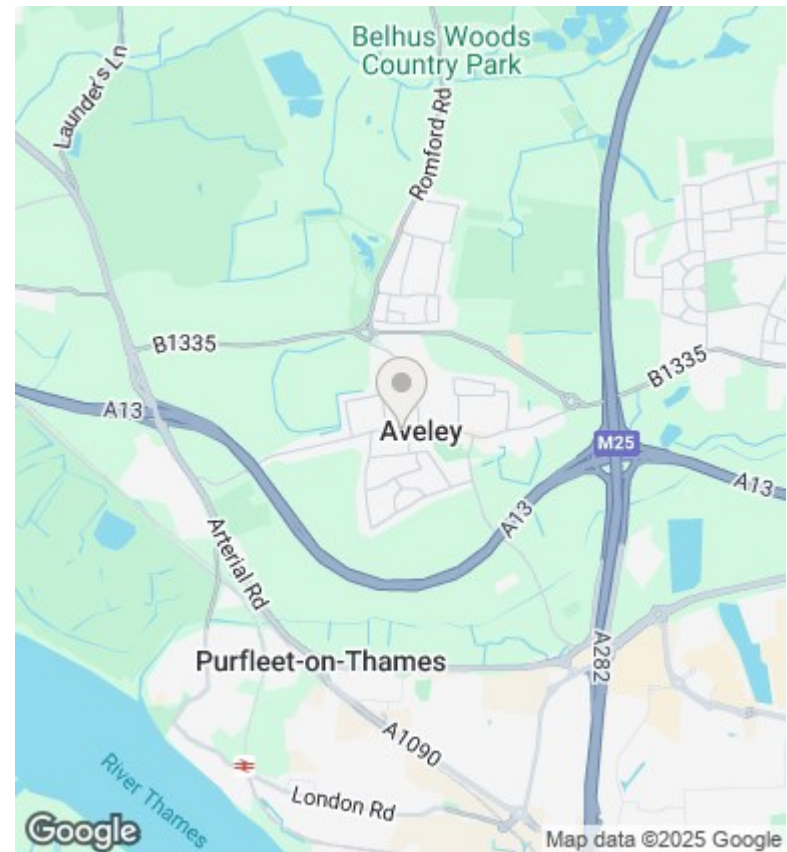 Belhus Woods
Country Park
Launder's Ln
Romford Rd
B1335
B1335
A13
Aveley
M25
A13
A13
Arterial Rd
Purfleet-on-Thames
A282
A1090
River Thames
London Rd
Google
Map data ©2025 Google